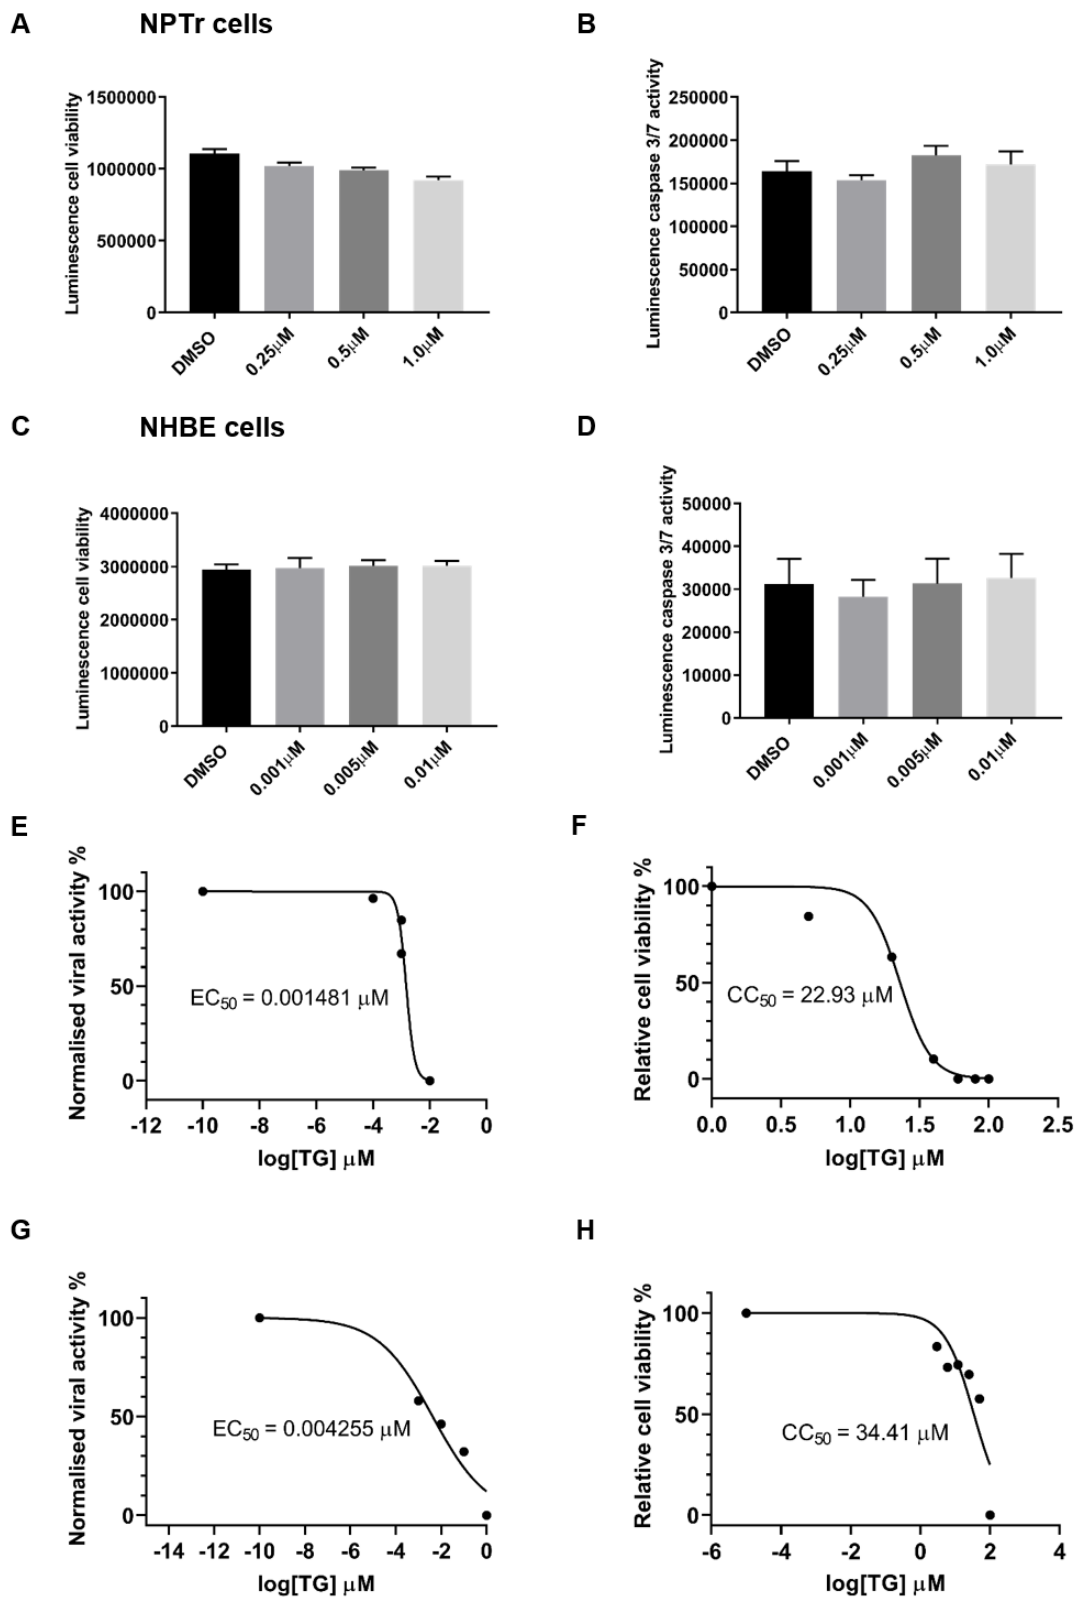 A NPTr cells
Luminescence cell viability
1500000
1000000
500000
0
DMSO
0.25μM
0.5μM
1.0μM
B
Luminescence caspase 3/7 activity
250000
200000
150000
100000
50000
0
DMSO
0.25μM
0.5μM
1.0μM
C NHBE cells
Luminescence cell viability
4000000
3000000
2000000
1000000
0
DMSO
0.001μM
0.005μM
0.01μM
D
Luminescence caspase 3/7 activity
50000
40000
30000
20000
10000
0
DMSO
0.001μM
0.005μM
0.01μM
E
Normalised viral activity %
100
50
0
EC50 = 0.001481 μM
-12 -10 -8 -6 -4 -2 0
log[TG] μM
F
Relative cell viability %
100
50
0
CC50 = 22.93 μM
0.0 0.5 1.0 1.5 2.0 2.5
log[TG] μM
G
Normalised viral activity %
100
50
0
EC50 = 0.004255 μM
-14 -12 -10 -8 -6 -4 -2 0
log[TG] μM
H
Relative cell viability %
100
50
0
CC50 = 34.41 μM
-6 -4 -2 0 2 4
log[TG] μM